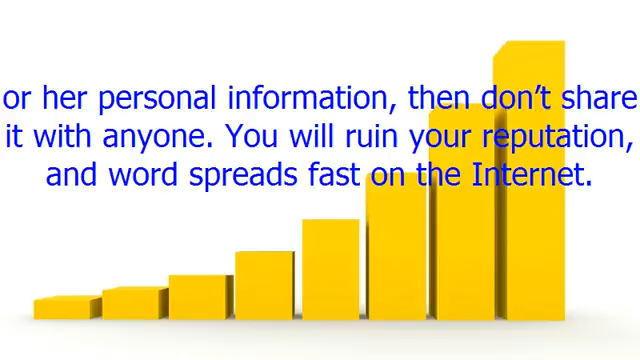 or her personal information, then don’t share
it with anyone. You will ruin your reputation,
and word spreads fast on the Internet.